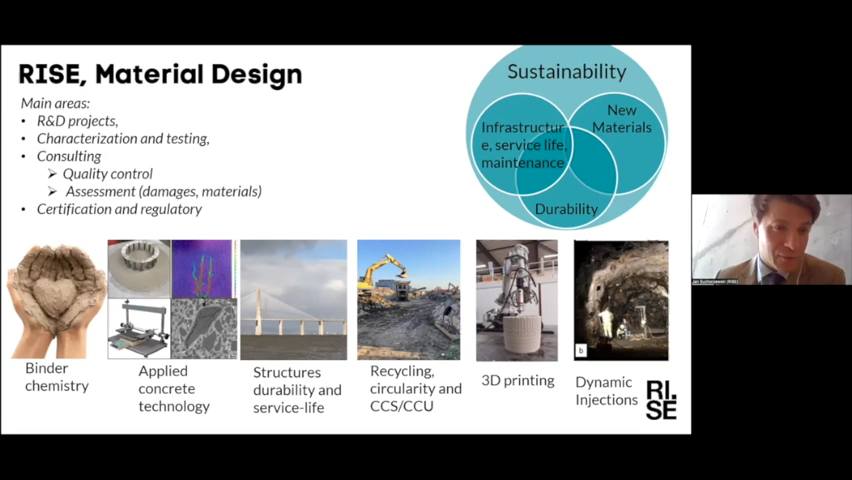 RISE, Material Design
Main areas:
• R&D projects,
• Characterization and testing,
• Consulting
➢ Quality control
➢ Assessment (damages, materials)
• Certification and regulatory
Sustainability
Infrastructur
e, service life,
maintenance
New
Materials
Durability
Binder
chemistry
Applied
concrete
technology
Structures
durability and
service-life
Recycling,
circularity and
CCS/CCU
3D printing
b
Dynamic
Injections
RI.
SE